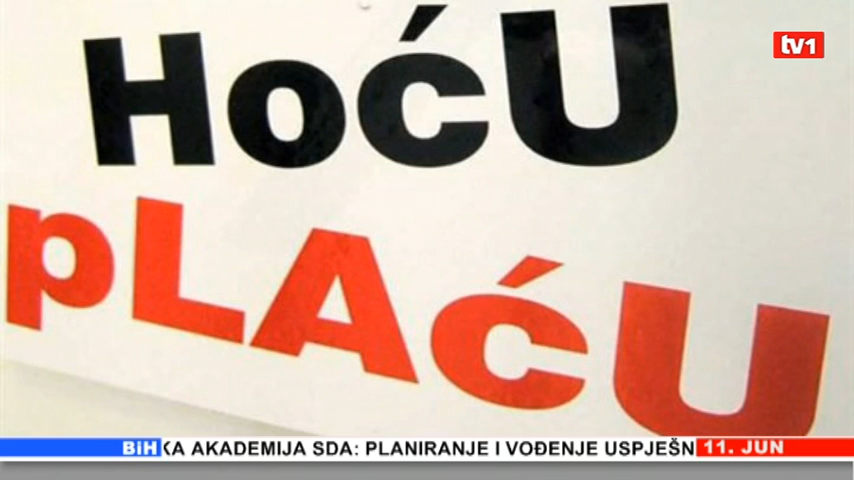 tv1
HoćU
pLAćU
BiH KA AKADEMIJA SDA: PLANIRANJE I VOĐENJE USPJEŠN 11. JUN